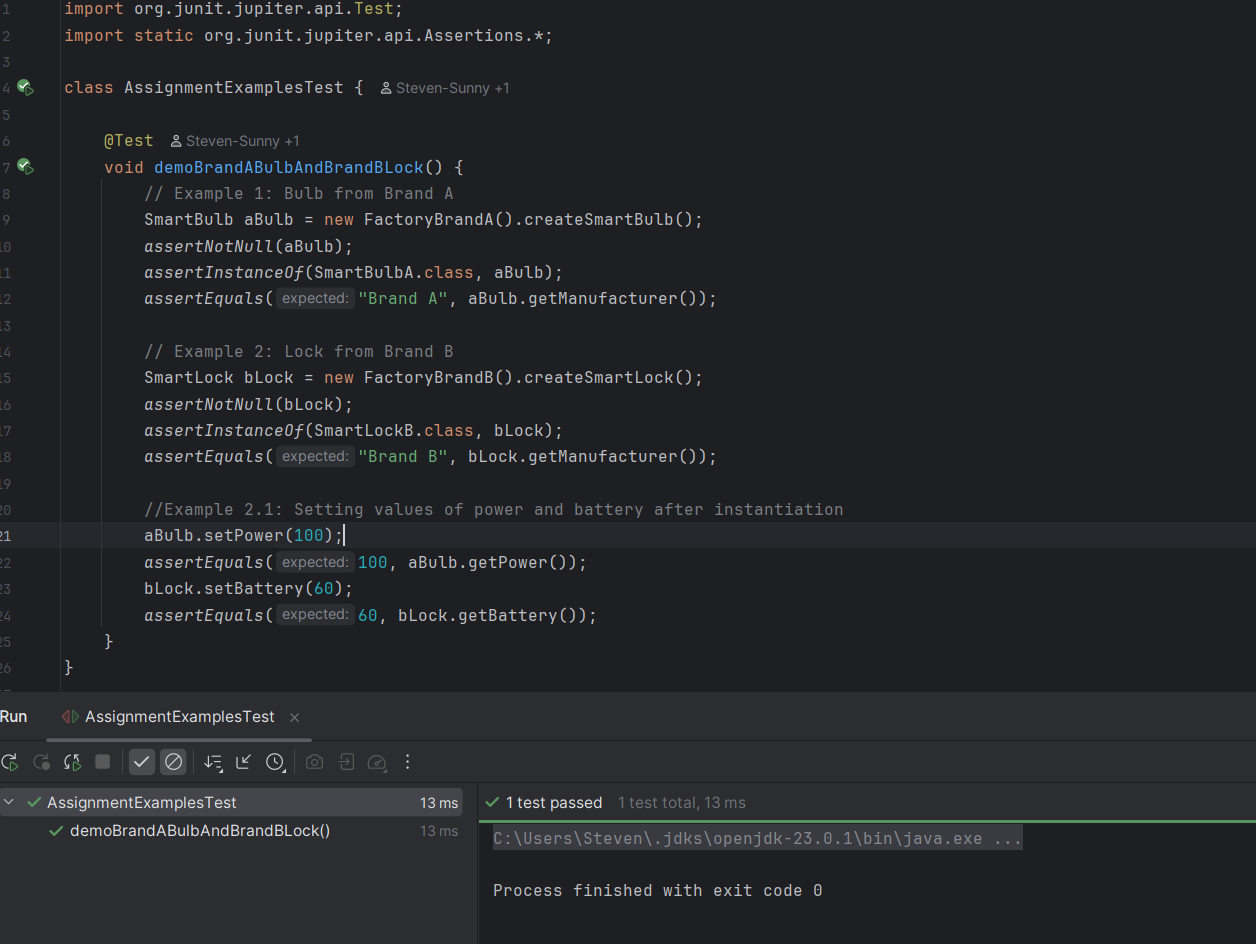 1 import org.junit.jupiter.api.Test;
2 import static org.junit.jupiter.api.Assertions.*;
3
4 class AssignmentExamplesTest { Steven-Sunny +1
5
6 @Test Steven-Sunny +1
7 void demoBrandABulbAndBrandBLock() {
8 // Example 1: Bulb from Brand A
9 SmartBulb aBulb = new FactoryBrandA().createSmartBulb();
10 assertNotNull(aBulb);
11 assertInstanceOf(SmartBulbA.class, aBulb);
12 assertEquals( expected: "Brand A", aBulb.getManufacturer());
13
14 // Example 2: Lock from Brand B
15 SmartLock bLock = new FactoryBrandB().createSmartLock();
16 assertNotNull(bLock);
17 assertInstanceOf(SmartLockB.class, bLock);
18 assertEquals( expected: "Brand B", bLock.getManufacturer());
19
20 //Example 2.1: Setting values of power and battery after instantiation
21 aBulb.setPower(100);
22 assertEquals( expected: 100, aBulb.getPower());
23 bLock.setBattery(60);
24 assertEquals( expected: 60, bLock.getBattery());
25 }
26 }
Run AssignmentExamplesTest
AssignmentExamplesTest 13 ms
demoBrandABulbAndBrandBLock() 13 ms
1 test passed 1 test total, 13 ms
C:\Users\Steven\.jdks\openjdk-23.0.1\bin\java.exe ...
Process finished with exit code 0